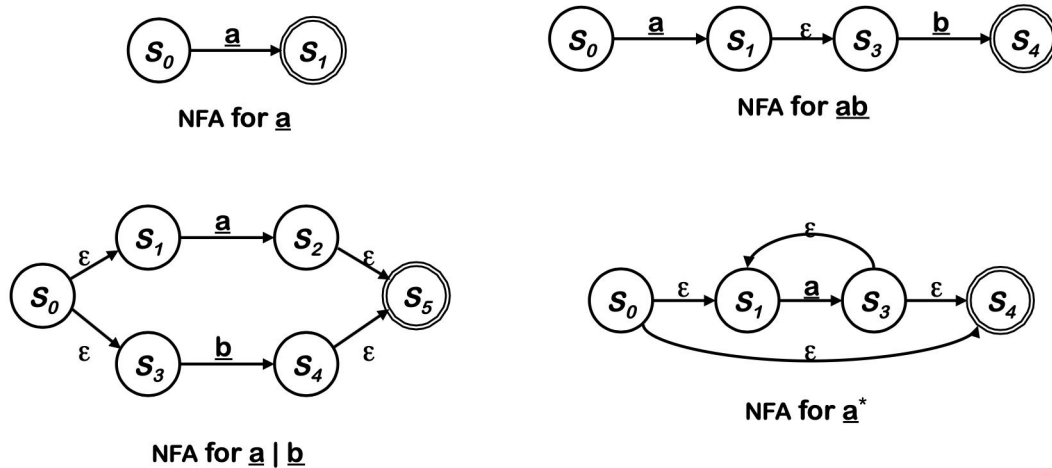 S0 a S1
NFA for a
S0 a S1 ε S3 b S4
NFA for ab
S0 ε S1 a S2 ε S5
ε S3 b S4 ε
NFA for a | b
ε
S0 ε S1 a S3 ε S4
ε
NFA for a*